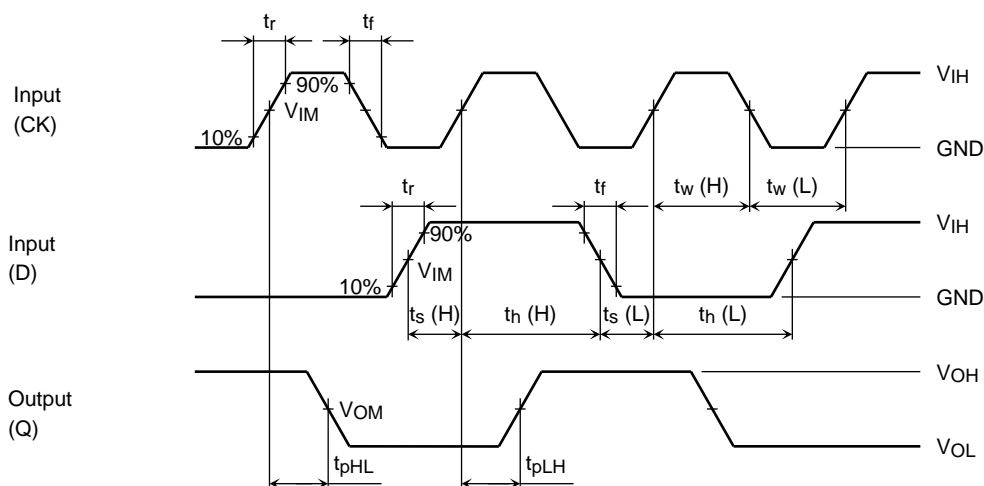 tr
tf
Input
(CK)
90%
VIM
10%
VIH
GND
tw (H)
tw (L)
tr
tf
Input
(D)
90%
VIM
10%
VIH
GND
ts (H)
th (H)
ts (L)
th (L)
Output
(Q)
VOM
VOH
VOL
tpHL
tpLH